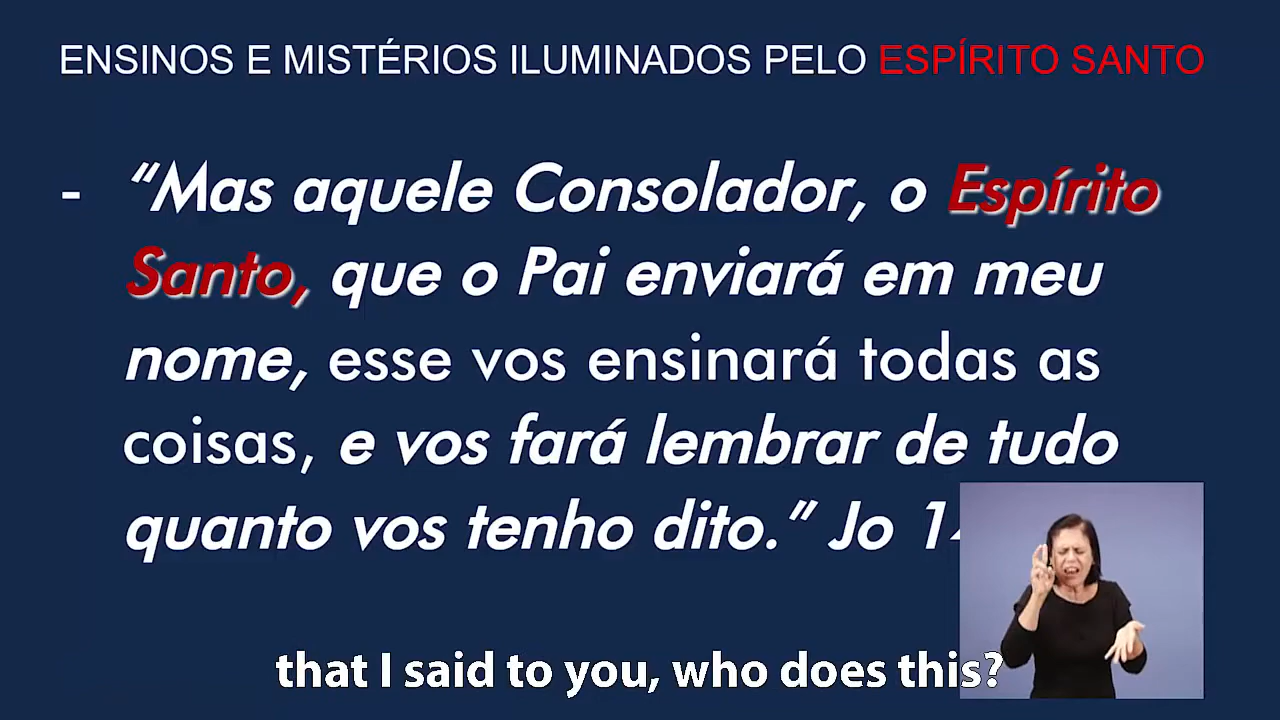 ENSINOS E MISTÉRIOS ILUMINADOS PELO ESPÍRITO SANTO
- “Mas aquele Consolador, o Espírito
Santo, que o Pai enviará em meu
nome, esse vos ensinará todas as
coisas, e vos fará lembrar de tudo
quanto vos tenho dito.” Jo
that I said to you, who does this?